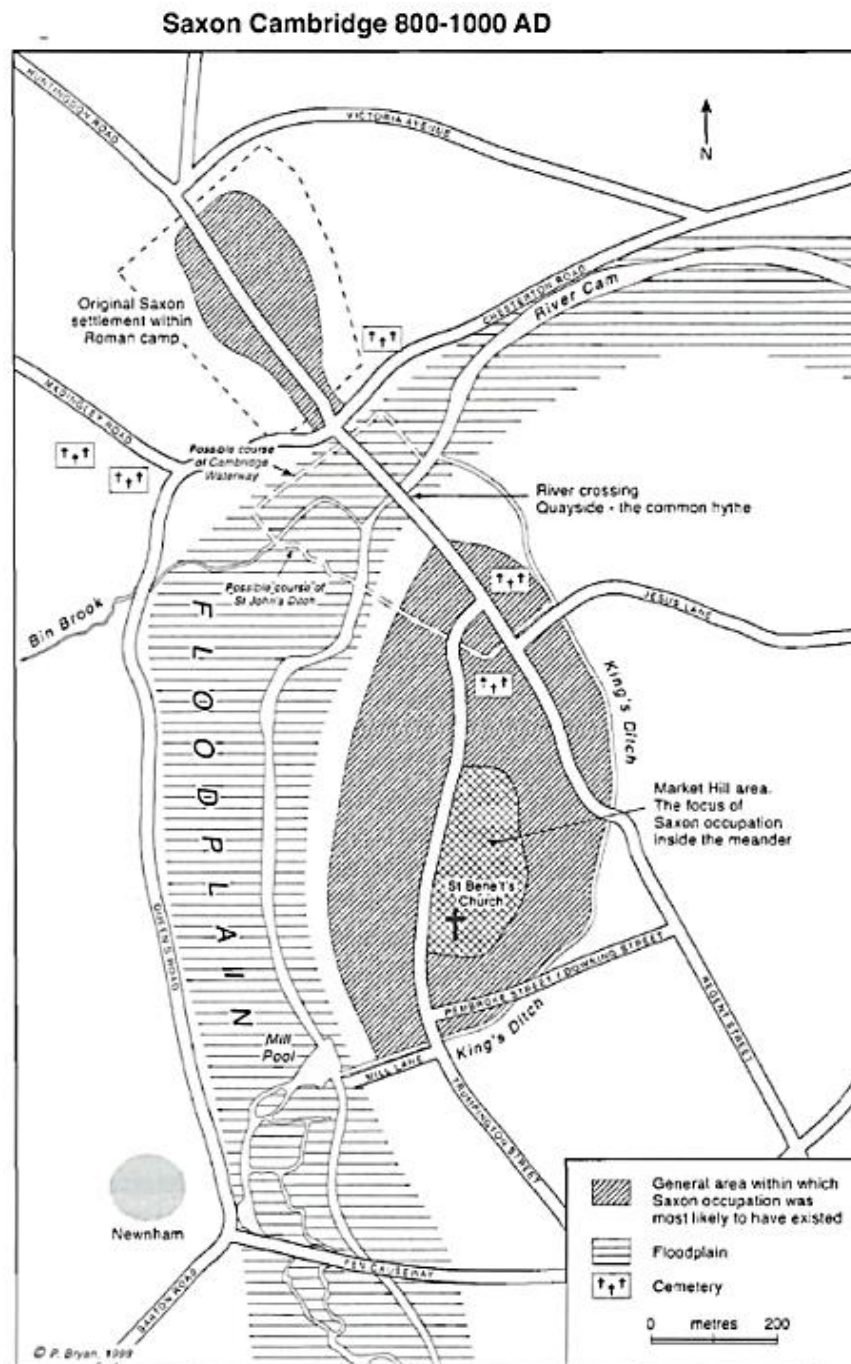 Saxon Cambridge 800-1000 AD
HUNTINGDON ROAD
VICTORIA AVENUE
N
Original Saxon
settlement within
Roman camp
CHESTERTON ROAD
River Cam
MADINGLEY ROAD
Possible course
of Cambridge
Waterway
River crossing
Quayside - the common hythe
Possible course of
St John's Ditch
Bin Brook
JESUS LANE
King's Ditch
FLOODPLAIN
Market Hill area.
The focus of
Saxon occupation
inside the meander
St Benet's
Church
QUEENS ROAD
PEMBROKE STREET / DOWNING STREET
REGENT STREET
King's Ditch
Mill
Pool
MILL LANE
TRUMPINGTON STREET
Newnham
BARTON ROAD
FEN CAUSEWAY
General area within which
Saxon occupation was
most likely to have existed
Floodplain
Cemetery
0 metres 200
© P. Bryan, 1999